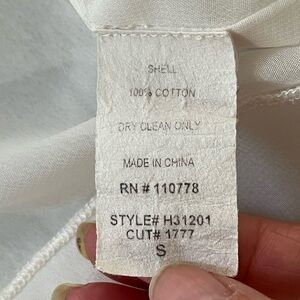 SHELL
100% COTTON
DRY CLEAN ONLY
MADE IN CHINA
RN # 110778
STYLE# H31201
CUT# 1777
S